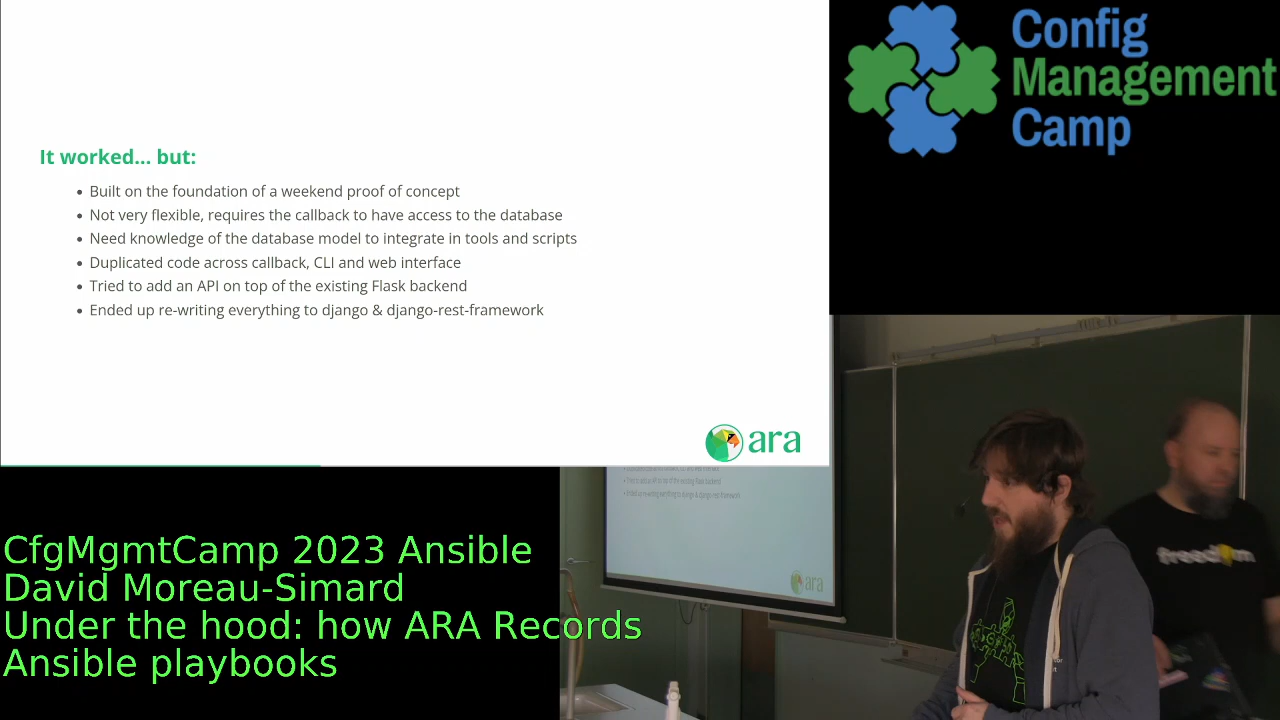 It worked... but:
Built on the foundation of a weekend proof of concept
Not very flexible, requires the callback to have access to the database
Need knowledge of the database model to integrate in tools and scripts
Duplicated code across callback, CLI and web interface
Tried to add an API on top of the existing Flask backend
Ended up re-writing everything to django & django-rest-framework
ara
Config
Management
Camp
ara
CfgMgmtCamp 2023 Ansible
David Moreau-Simard
Under the hood: how ARA Records
Ansible playbooks